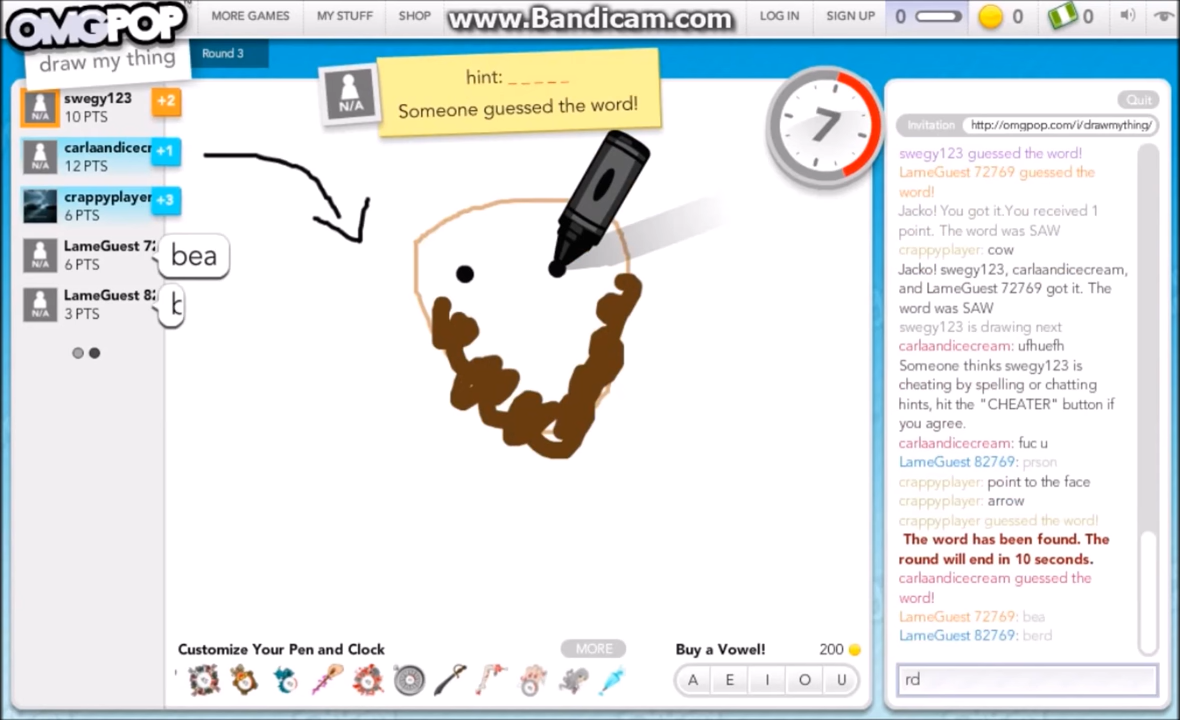 OMGPOP
MORE GAMES
MY STUFF
SHOP
www.Bandicam.com
LOG IN
SIGN UP
0
0
0
draw my thing
Round 3
swegy123
+2
10 PTS
carlaandicecr
+1
12 PTS
crappyplayer
+3
6 PTS
LameGuest 72
6 PTS
bea
LameGuest 82
3 PTS
b
N/A
N/A
N/A
N/A
N/A
hint: _ _ _ _ _
Someone guessed the word!
7
Quit
Invitation http://omgpop.com/i/drawmything/
swegy123 guessed the word!
LameGuest 72769 guessed the
word!
Jacko! You got it.You received 1
point. The word was SAW
crappyplayer: cow
Jacko! swegy123, carlaandicecream,
and LameGuest 72769 got it. The
word was SAW
swegy123 is drawing next
carlaandicecream: ufhuefh
Someone thinks swegy123 is
cheating by spelling or chatting
hints, hit the "CHEATER" button if
you agree.
carlaandicecream: fuc u
LameGuest 82769: prson
crappyplayer: point to the face
crappyplayer: arrow
crappyplayer guessed the word!
The word has been found. The
round will end in 10 seconds.
carlaandicecream guessed the
word!
LameGuest 72769: bea
LameGuest 82769: berd
rd
Customize Your Pen and Clock
MORE
Buy a Vowel!
200
A E I O U